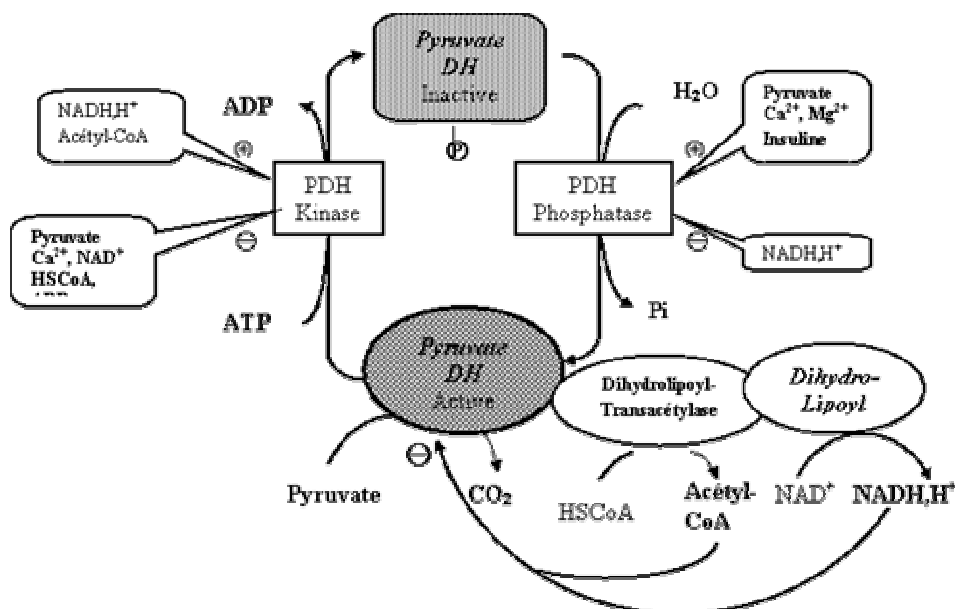 Pyruvate
DH
Inactive
P
NADH,H⁺
Acétyl-CoA
ADP
H₂O
Pyruvate
Ca²⁺, Mg²⁺
Insuline
(+)
(+)
PDH
Kinase
PDH
Phosphatase
Pyruvate
Ca²⁺, NAD⁺
HSCoA,
(−)
(−)
NADH,H⁺
ATP
Pi
Pyruvate
DH
Active
Dihydrolipoyl-
Transacétylase
Dihydro-
Lipoyl
(−)
Pyruvate
CO₂
HSCoA
Acétyl-
CoA
NAD⁺
NADH,H⁺